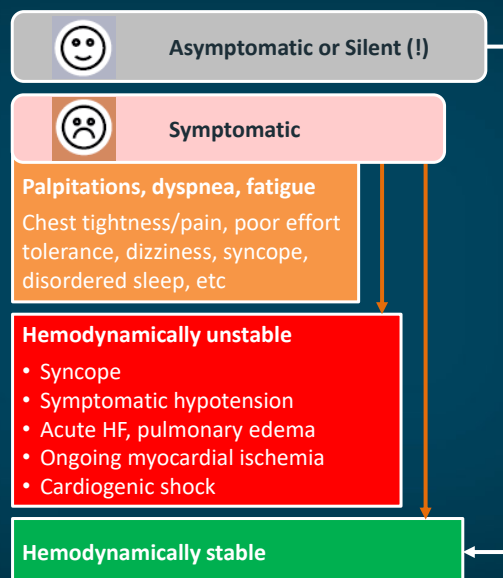 Asymptomatic or Silent (!)
Symptomatic
Palpitations, dyspnea, fatigue
Chest tightness/pain, poor effort
tolerance, dizziness, syncope,
disordered sleep, etc
Hemodynamically unstable
• Syncope
• Symptomatic hypotension
• Acute HF, pulmonary edema
• Ongoing myocardial ischemia
• Cardiogenic shock
Hemodynamically stable